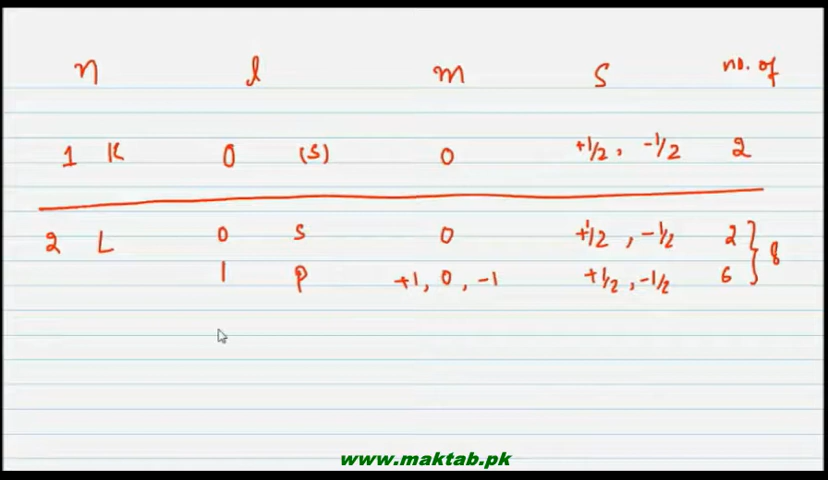 n l m s no. of
1 K 0 (s) 0 +1/2, -1/2 2
2 L 0 s 0 +1/2, -1/2 2
1 p +1, 0, -1 +1/2, -1/2 6 } 8
www.maktab.pk